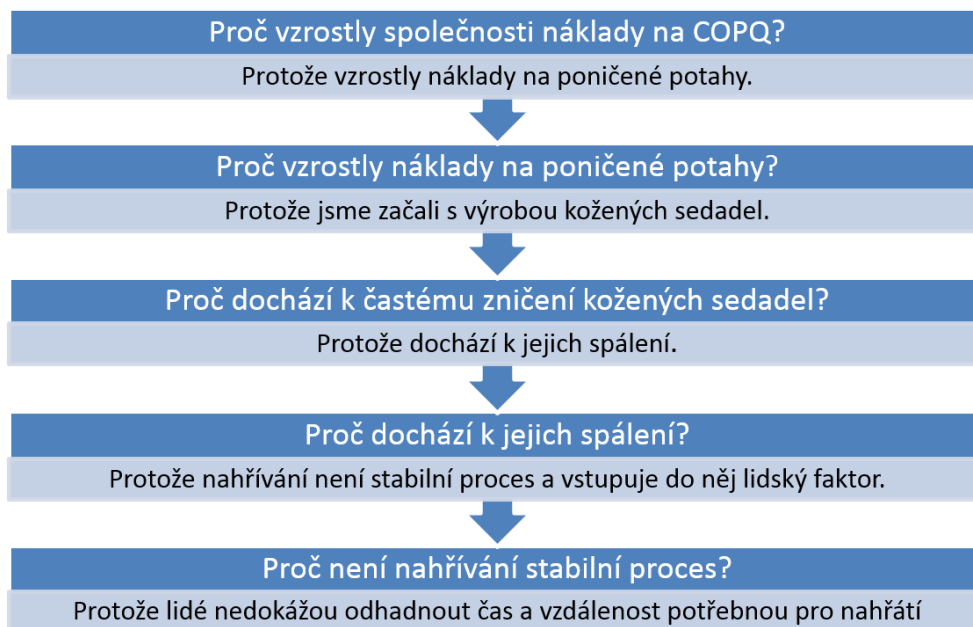 Proč vzrostly společnosti náklady na COPQ?
Protože vzrostly náklady na poničené potahy.
Proč vzrostly náklady na poničené potahy?
Protože jsme začali s výrobou kožených sedadel.
Proč dochází k častému zničení kožených sedadel?
Protože dochází k jejich spálení.
Proč dochází k jejich spálení?
Protože nahřívání není stabilní proces a vstupuje do něj lidský faktor.
Proč není nahřívání stabilní proces?
Protože lidé nedokážou odhadnout čas a vzdálenost potřebnou pro nahřátí